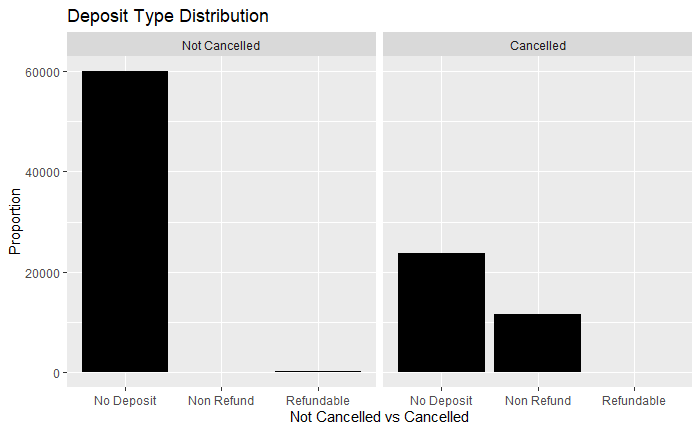 Deposit Type Distribution
Not Cancelled
Cancelled
Proportion
60000
40000
20000
0
No Deposit
Non Refund
Refundable
No Deposit
Non Refund
Refundable
Not Cancelled vs Cancelled